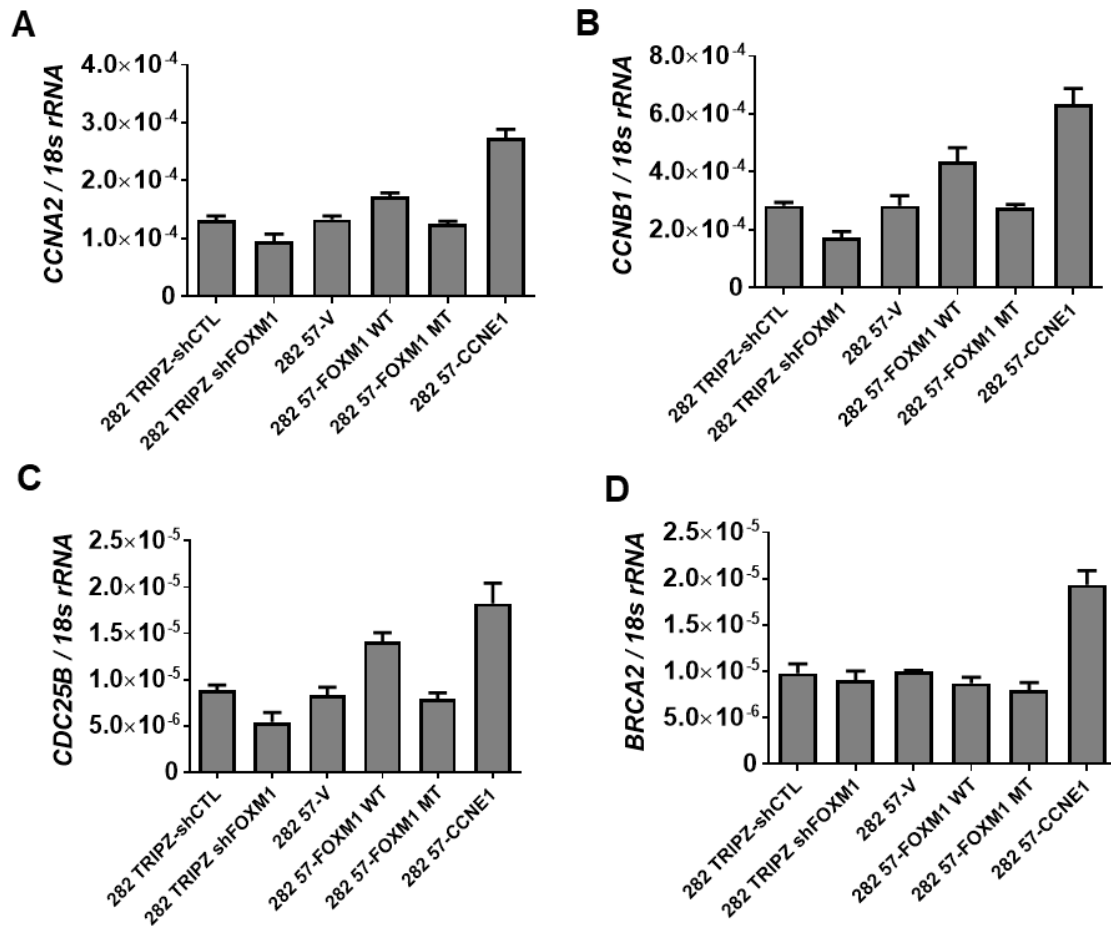 A
CCNA2 / 18s rRNA
4.0×10⁻⁴
3.0×10⁻⁴
2.0×10⁻⁴
1.0×10⁻⁴
0
282 TRIPZ-shCTL
282 TRIPZ shFOXM1
282 57-V
282 57-FOXM1 WT
282 57-FOXM1 MT
282 57-CCNE1
B
CCNB1 / 18s rRNA
8.0×10⁻⁴
6.0×10⁻⁴
4.0×10⁻⁴
2.0×10⁻⁴
0
282 TRIPZ-shCTL
282 TRIPZ shFOXM1
282 57-V
282 57-FOXM1 WT
282 57-FOXM1 MT
282 57-CCNE1
C
CDC25B / 18s rRNA
2.5×10⁻⁵
2.0×10⁻⁵
1.5×10⁻⁵
1.0×10⁻⁵
5.0×10⁻⁶
0
282 TRIPZ-shCTL
282 TRIPZ shFOXM1
282 57-V
282 57-FOXM1 WT
282 57-FOXM1 MT
282 57-CCNE1
D
BRCA2 / 18s rRNA
2.5×10⁻⁵
2.0×10⁻⁵
1.5×10⁻⁵
1.0×10⁻⁵
5.0×10⁻⁶
0
282 TRIPZ-shCTL
282 TRIPZ shFOXM1
282 57-V
282 57-FOXM1 WT
282 57-FOXM1 MT
282 57-CCNE1